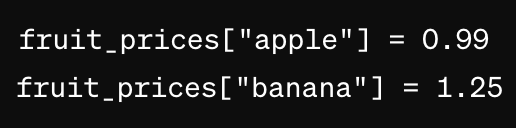 fruit_prices["apple"] = 0.99
fruit_prices["banana"] = 1.25